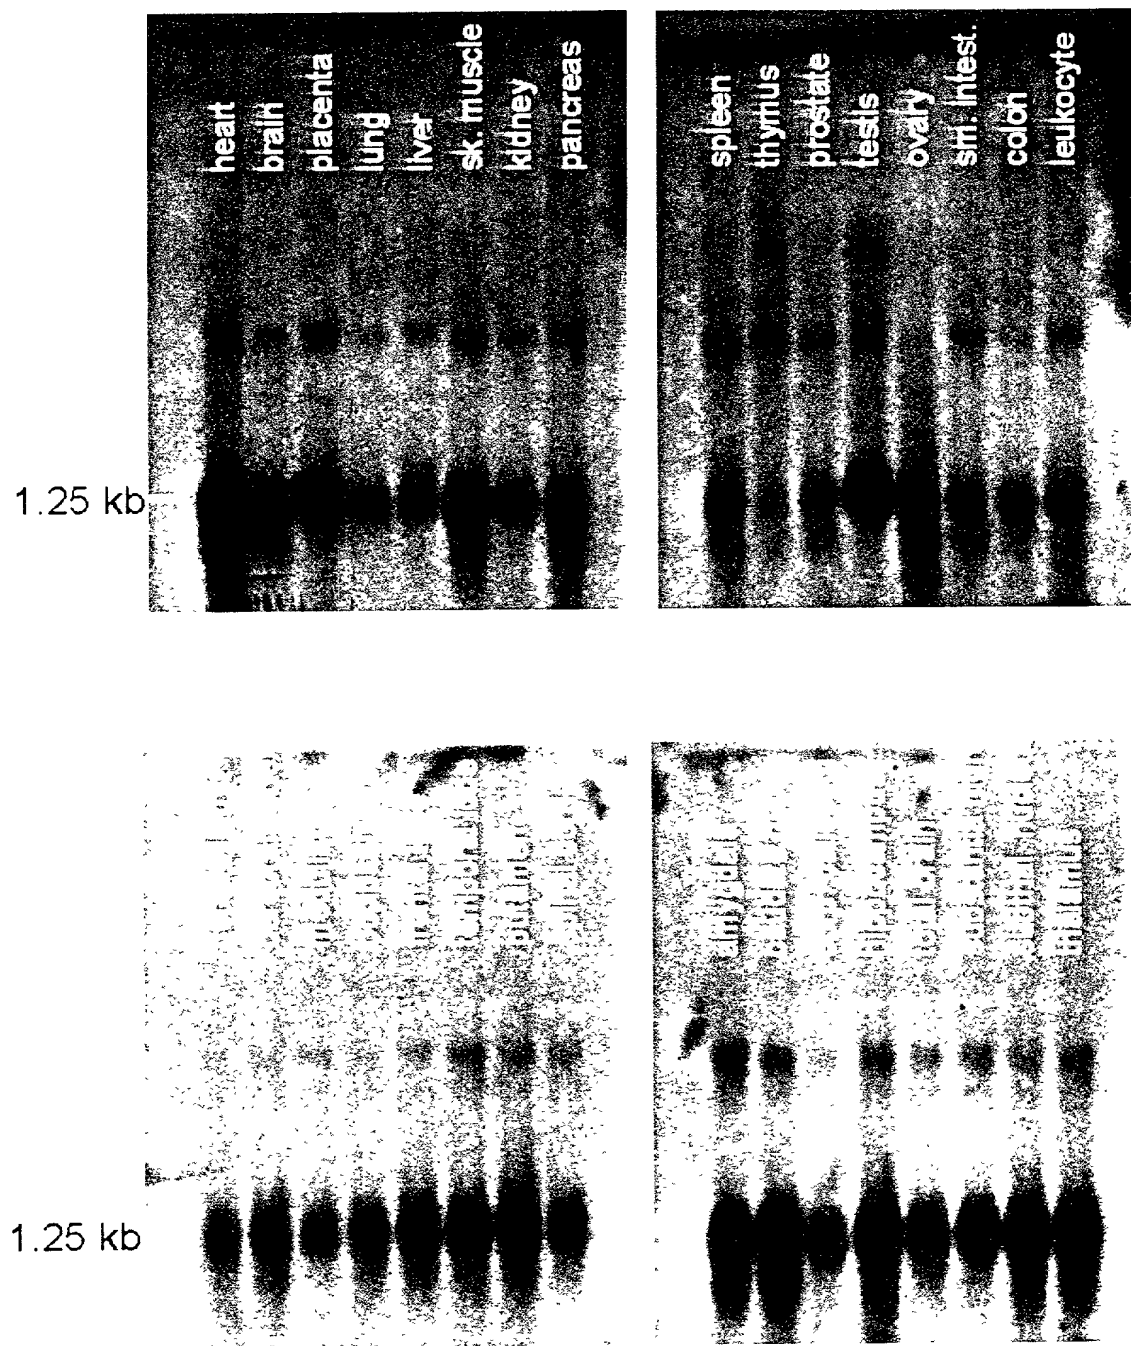 heart
brain
placenta
lung
liver
sk. muscle
kidney
pancreas
spleen
thymus
prostate
testis
ovary
sm. intest.
colon
leukocyte
1.25 kb
1.25 kb